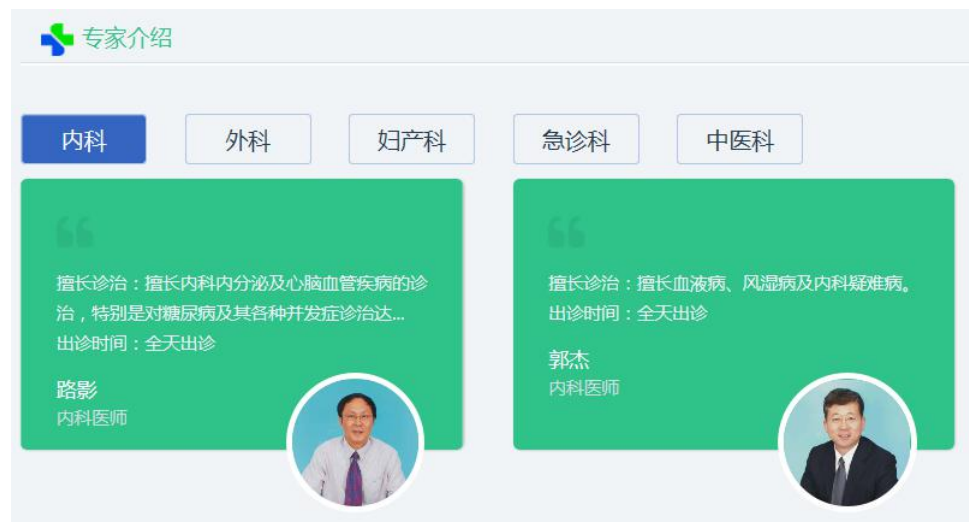 专家介绍
内科
外科
妇产科
急诊科
中医科
擅长诊治：擅长内科内分泌及心脑血管疾病的诊
治，特别是对糖尿病及其各种并发症诊治达...
出诊时间：全天出诊
路影
内科医师
擅长诊治：擅长血液病、风湿病及内科疑难病。
出诊时间：全天出诊
郭杰
内科医师